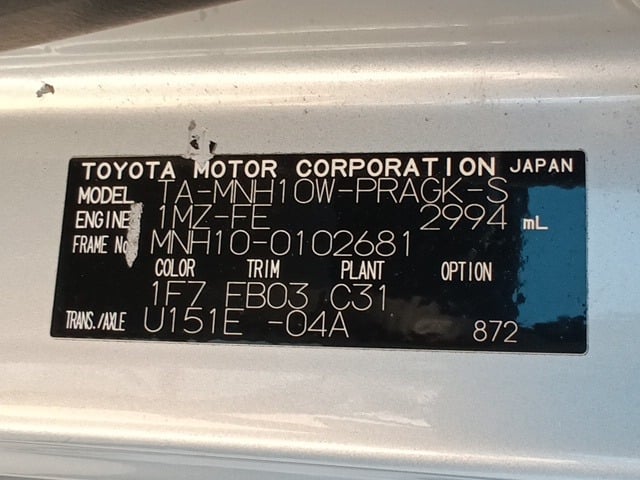 TOYOTA MOTOR CORPORATION JAPAN
MODEL TA-MNH10W-PRAGK-S
ENGINE 1MZ-FE 2994 mL
FRAME No. MNH10-0102681
COLOR TRIM PLANT OPTION
1F7 FB03 C31
TRANS./AXLE U151E -04A 872